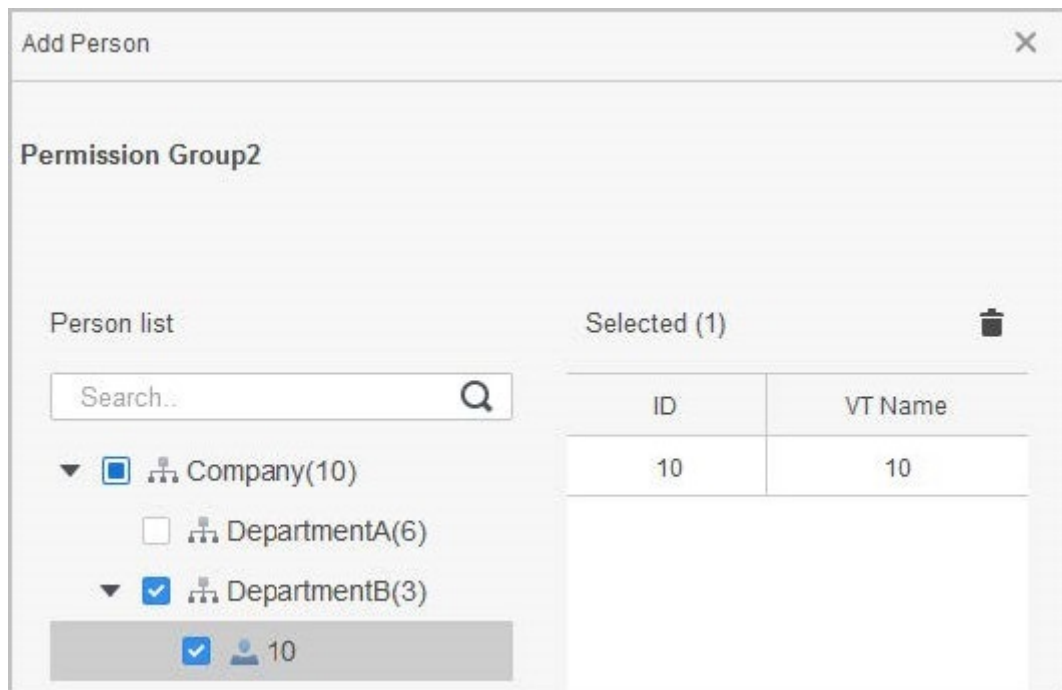 Add Person
Permission Group2
Person list
Search..
Company(10)
DepartmentA(6)
DepartmentB(3)
10
Selected (1)
ID VT Name
10 10